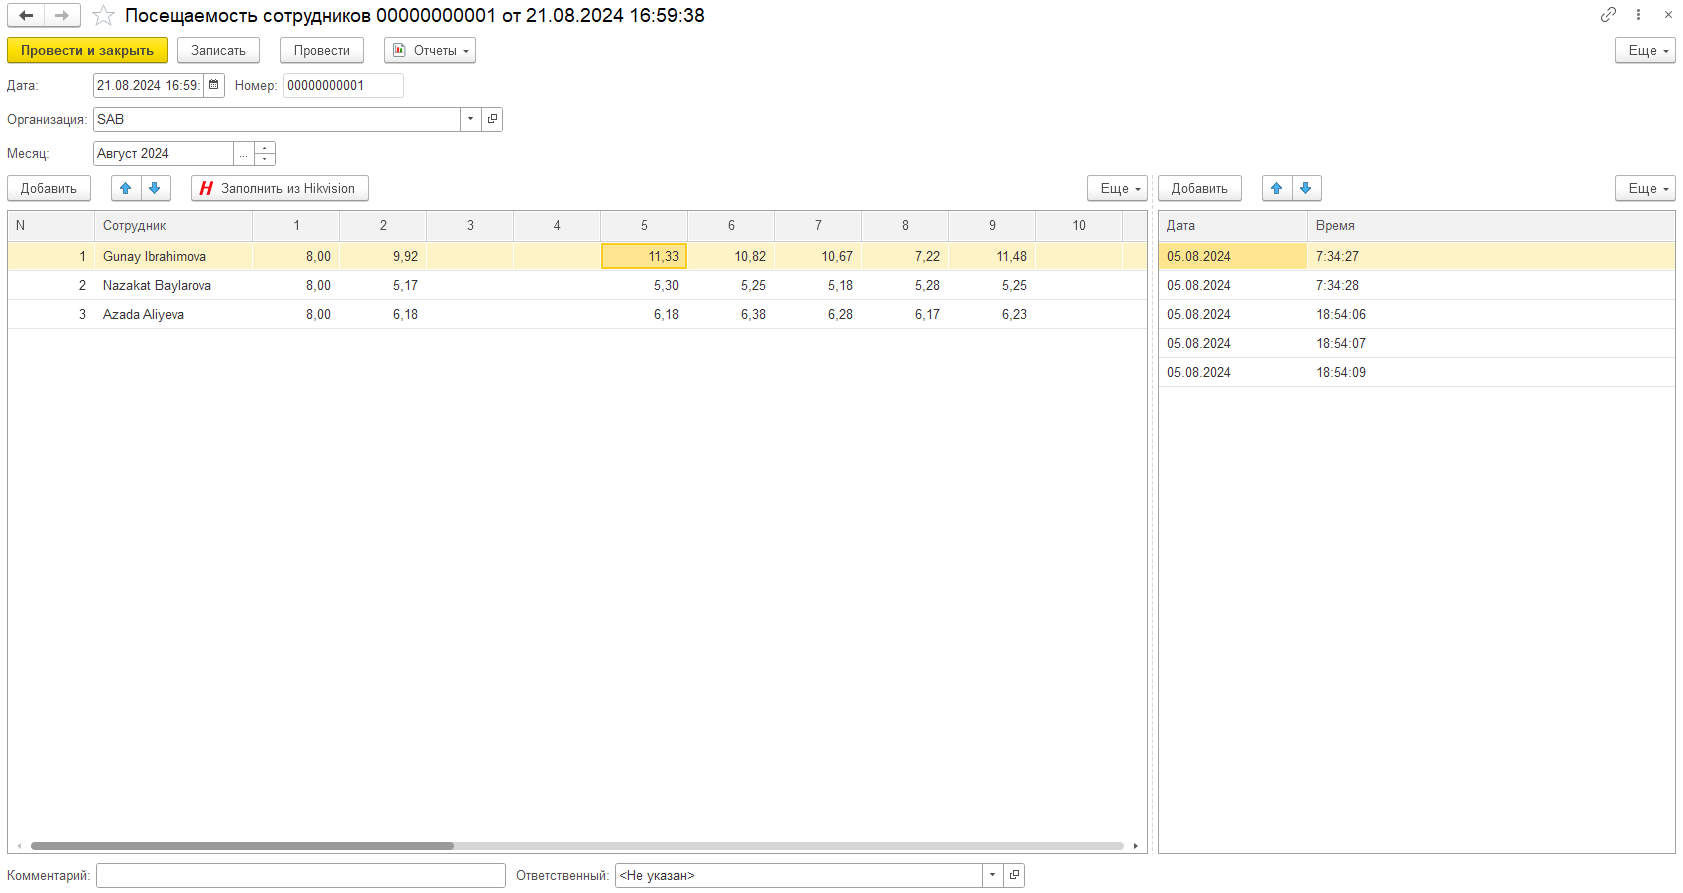 Посещаемость сотрудников 00000000001 от 21.08.2024 16:59:38
Провести и закрыть Записать Провести Отчеты Еще
Дата: 21.08.2024 16:59: Номер: 00000000001
Организация: SAB
Месяц: Август 2024 ...
Добавить Заполнить из Hikvision Еще Добавить Еще
N Сотрудник 1 2 3 4 5 6 7 8 9 10 Дата Время
1 Gunay Ibrahimova 8,00 9,92 11,33 10,82 10,67 7,22 11,48 05.08.2024 7:34:27
2 Nazakat Baylarova 8,00 5,17 5,30 5,25 5,18 5,28 5,25 05.08.2024 7:34:28
3 Azada Aliyeva 8,00 6,18 6,18 6,38 6,28 6,17 6,23 05.08.2024 18:54:06
05.08.2024 18:54:07
05.08.2024 18:54:09
Комментарий: Ответственный: <Не указан>